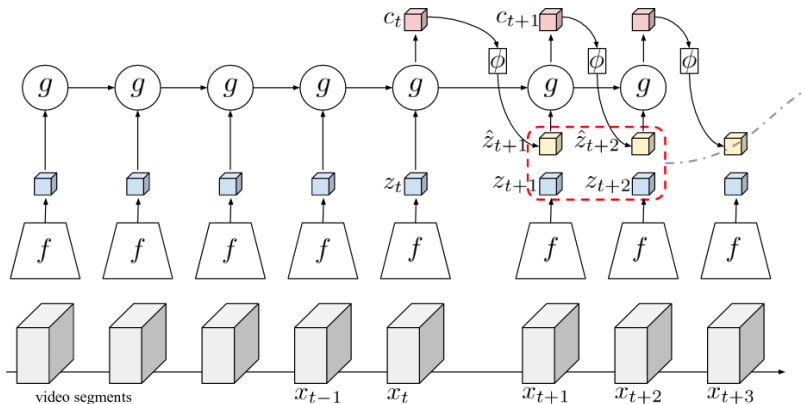 c_t c_{t+1}
ϕ ϕ ϕ
g g g g g g g
ẑ_{t+1} ẑ_{t+2}
z_t z_{t+1} z_{t+2}
f f f f f f f f
x_{t−1} x_t x_{t+1} x_{t+2} x_{t+3}
video segments